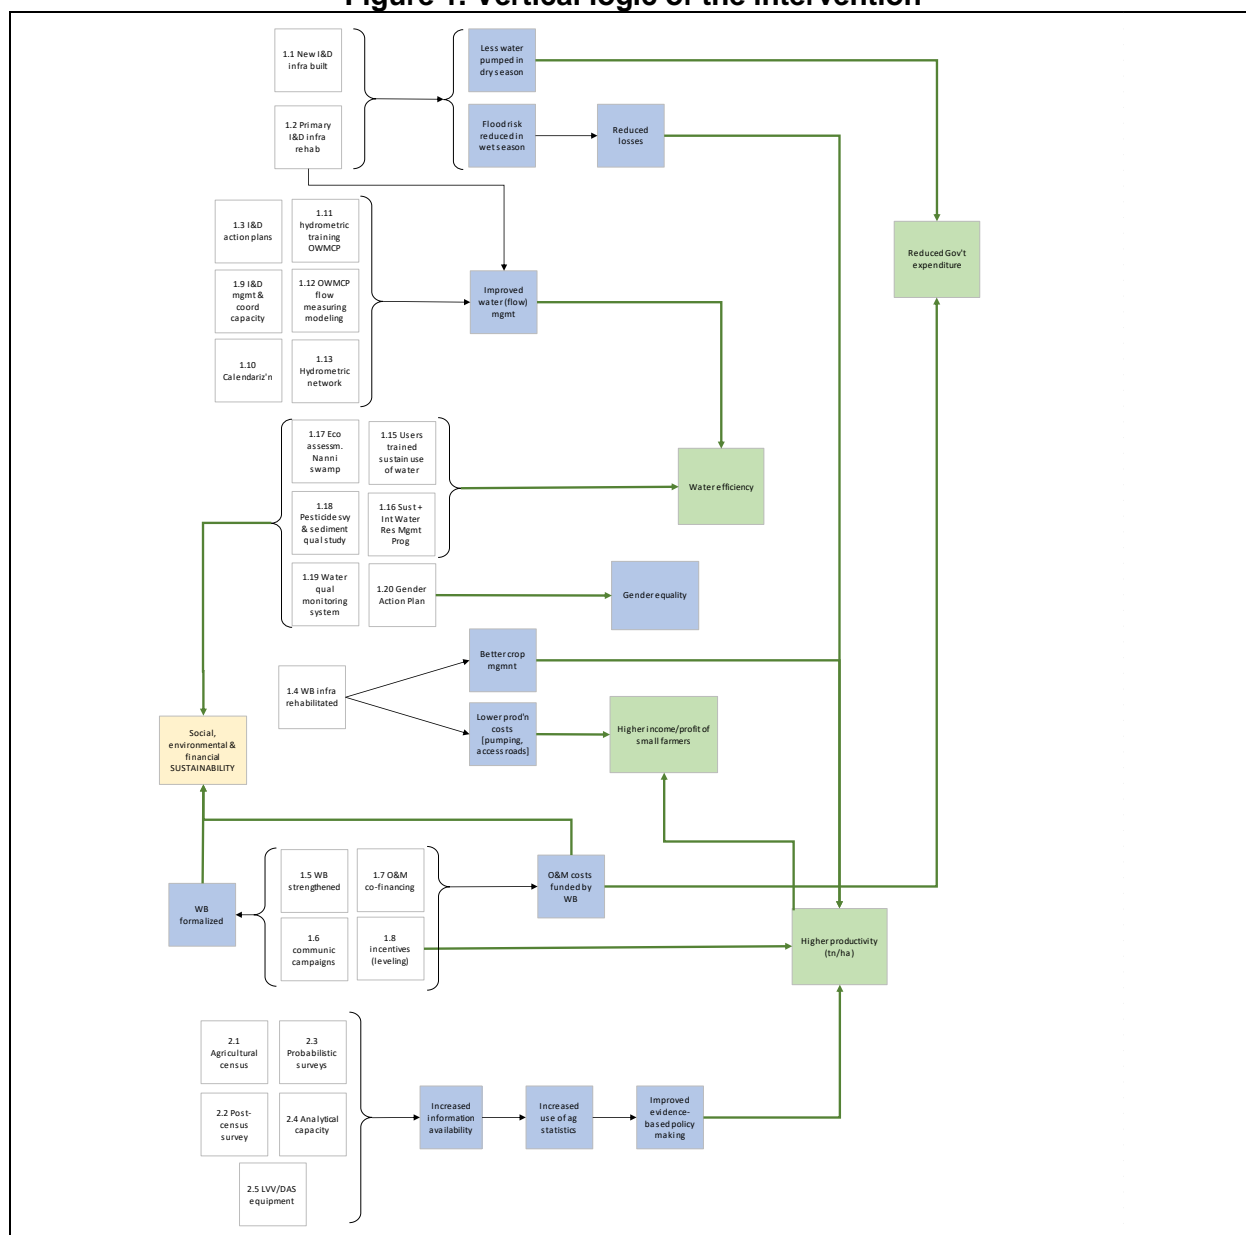 Figure 1. Vertical logic of the intervention
1.1 New I&D
infra built
1.2 Primary
I&D infra
rehab
Less water
pumped in
dry season
Flood risk
reduced in
wet season
Reduced
losses
1.3 I&D
action plans
1.11
hydrometric
training
OWMCP
1.9 I&D
mgmt &
coord
capacity
1.12 OWMCP
flow
measuring
modeling
1.10
Calendariz'n
1.13
Hydrometric
network
Improved
water (flow)
mgmt
Reduced Gov't
expenditure
1.17 Eco
assessm.
Nanni
swamp
1.15 Users
trained
sustain use
of water
1.18
Pesticide svy
& sediment
qual study
1.16 Sust +
Int Water
Res Mgmt
Prog
1.19 Water
qual
monitoring
system
1.20 Gender
Action Plan
Water efficiency
Gender equality
1.4 WB infra
rehabilitated
Better crop
mgmnt
Lower prod'n
costs
[pumping,
access roads]
Higher income/profit of
small farmers
Social,
environmental &
financial
SUSTAINABILITY
WB
formalized
1.5 WB
strengthened
1.7 O&M
co-financing
1.6
communic
campaigns
1.8
incentives
(leveling)
O&M costs
funded by
WB
Higher productivity
(tn/ha)
2.1
Agricultural
census
2.3
Probabilistic
surveys
2.2 Post-
census
survey
2.4 Analytical
capacity
2.5 LVV/DAS
equipment
Increased
information
availability
Increased
use of ag
statistics
Improved
evidence-
based policy
making